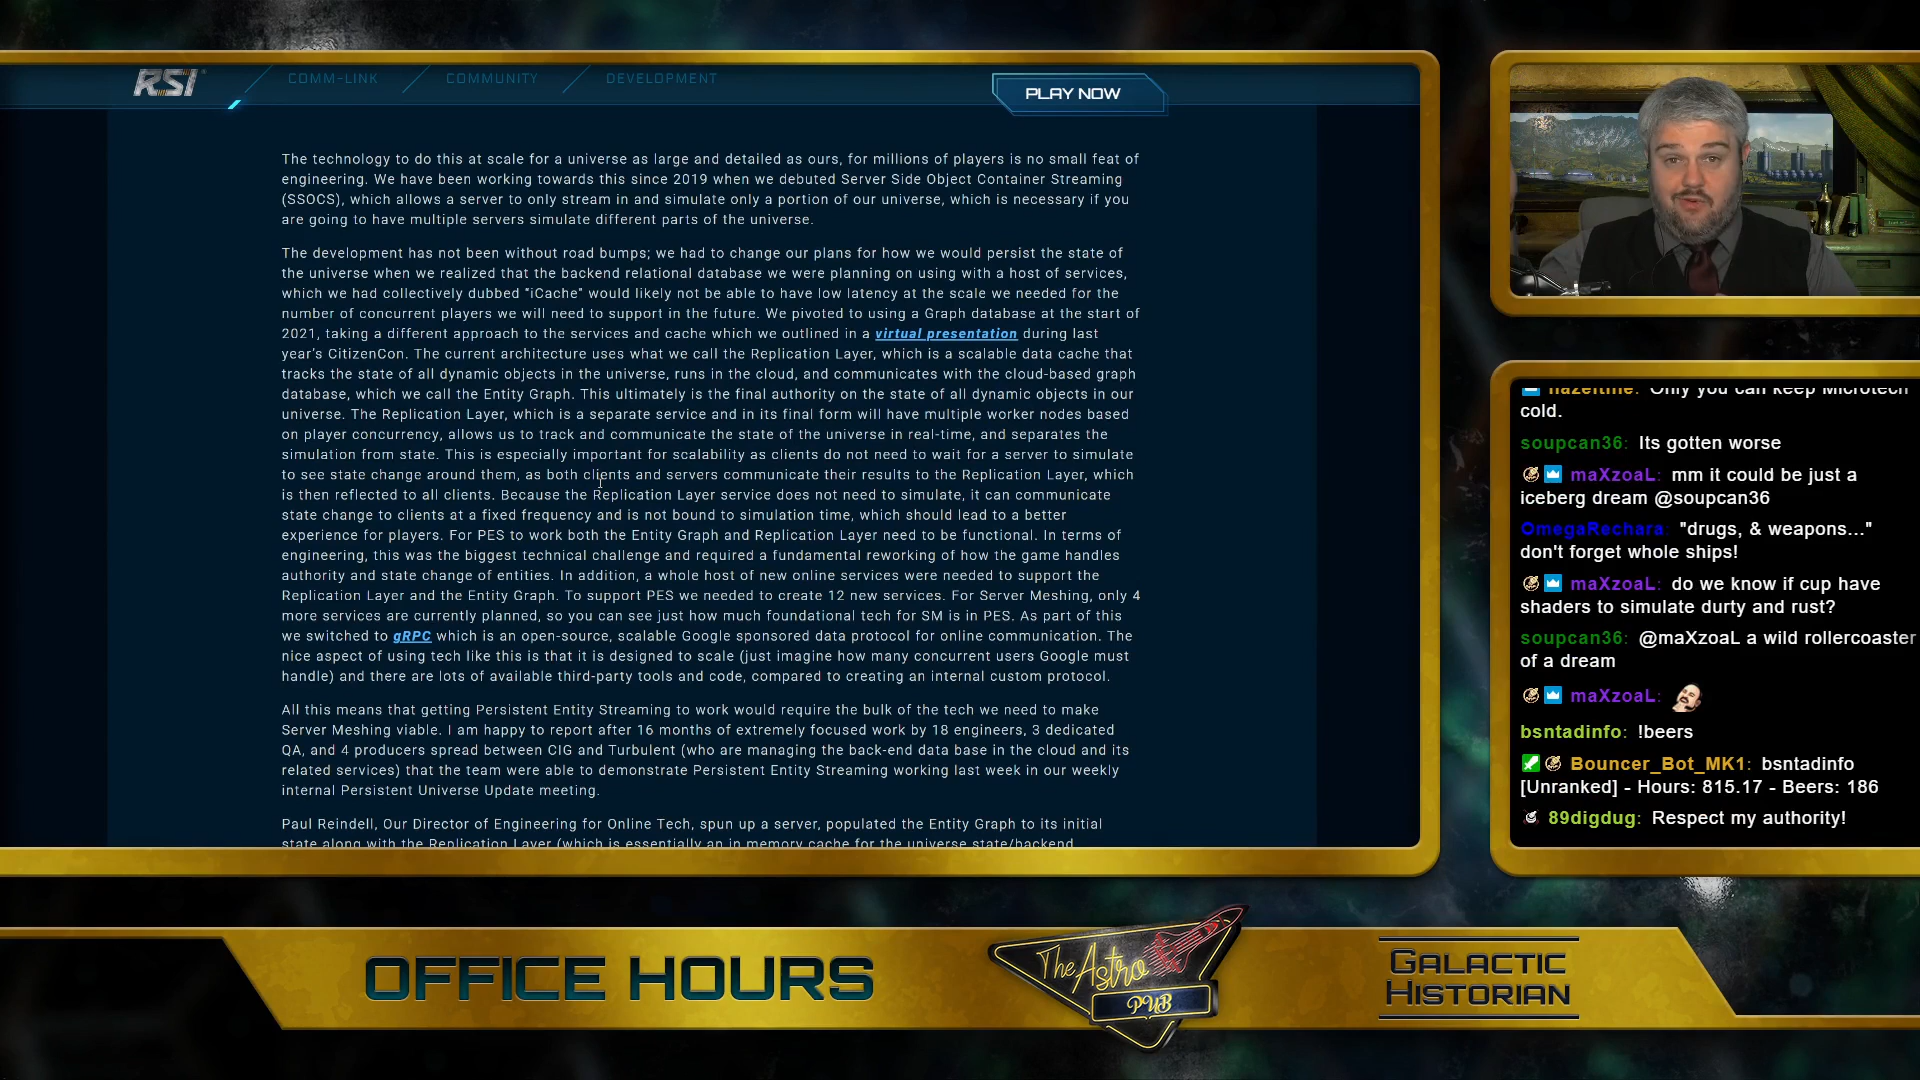 RSI
COMM-LINK
COMMUNITY
DEVELOPMENT
PLAY NOW
The technology to do this at scale for a universe as large and detailed as ours, for millions of players is no small feat of
engineering. We have been working towards this since 2019 when we debuted Server Side Object Container Streaming
(SSOCS), which allows a server to only stream in and simulate only a portion of our universe, which is necessary if you
are going to have multiple servers simulate different parts of the universe.
The development has not been without road bumps; we had to change our plans for how we would persist the state of
the universe when we realized that the backend relational database we were planning on using with a host of services,
which we had collectively dubbed "iCache" would likely not be able to have low latency at the scale we needed for the
number of concurrent players we will need to support in the future. We pivoted to using a Graph database at the start of
2021, taking a different approach to the services and cache which we outlined in a virtual presentation during last
year's CitizenCon. The current architecture uses what we call the Replication Layer, which is a scalable data cache that
tracks the state of all dynamic objects in the universe, runs in the cloud, and communicates with the cloud-based graph
database, which we call the Entity Graph. This ultimately is the final authority on the state of all dynamic objects in our
universe. The Replication Layer, which is a separate service and in its final form will have multiple worker nodes based
on player concurrency, allows us to track and communicate the state of the universe in real-time, and separates the
simulation from state. This is especially important for scalability as clients do not need to wait for a server to simulate
to see state change around them, as both clients and servers communicate their results to the Replication Layer, which
is then reflected to all clients. Because the Replication Layer service does not need to simulate, it can communicate
state change to clients at a fixed frequency and is not bound to simulation time, which should lead to a better
experience for players. For PES to work both the Entity Graph and Replication Layer need to be functional. In terms of
engineering, this was the biggest technical challenge and required a fundamental reworking of how the game handles
authority and state change of entities. In addition, a whole host of new online services were needed to support the
Replication Layer and the Entity Graph. To support PES we needed to create 12 new services. For Server Meshing, only 4
more services are currently planned, so you can see just how much foundational tech for SM is in PES. As part of this
we switched to gRPC which is an open-source, scalable Google sponsored data protocol for online communication. The
nice aspect of using tech like this is that it is designed to scale (just imagine how many concurrent users Google must
handle) and there are lots of available third-party tools and code, compared to creating an internal custom protocol.
All this means that getting Persistent Entity Streaming to work would require the bulk of the tech we need to make
Server Meshing viable. I am happy to report after 16 months of extremely focused work by 18 engineers, 3 dedicated
QA, and 4 producers spread between CIG and Turbulent (who are managing the back-end data base in the cloud and its
related services) that the team were able to demonstrate Persistent Entity Streaming working last week in our weekly
internal Persistent Universe Update meeting.
Paul Reindell, Our Director of Engineering for Online Tech, spun up a server, populated the Entity Graph to its initial
state along with the Replication Layer (which is essentially an in memory cache for the universe state/backend
hazeltine: Only you can keep Microtech
cold.
soupcan36: Its gotten worse
maXzoaL: mm it could be just a
iceberg dream @soupcan36
OmegaRechara: "drugs, & weapons..."
don't forget whole ships!
maXzoaL: do we know if cup have
shaders to simulate durty and rust?
soupcan36: @maXzoaL a wild rollercoaster
of a dream
maXzoaL:
bsntadinfo: !beers
Bouncer_Bot_MK1: bsntadinfo
[Unranked] - Hours: 815.17 - Beers: 186
89digdug: Respect my authority!
OFFICE HOURS
The Astro
PUB
GALACTIC
HISTORIAN